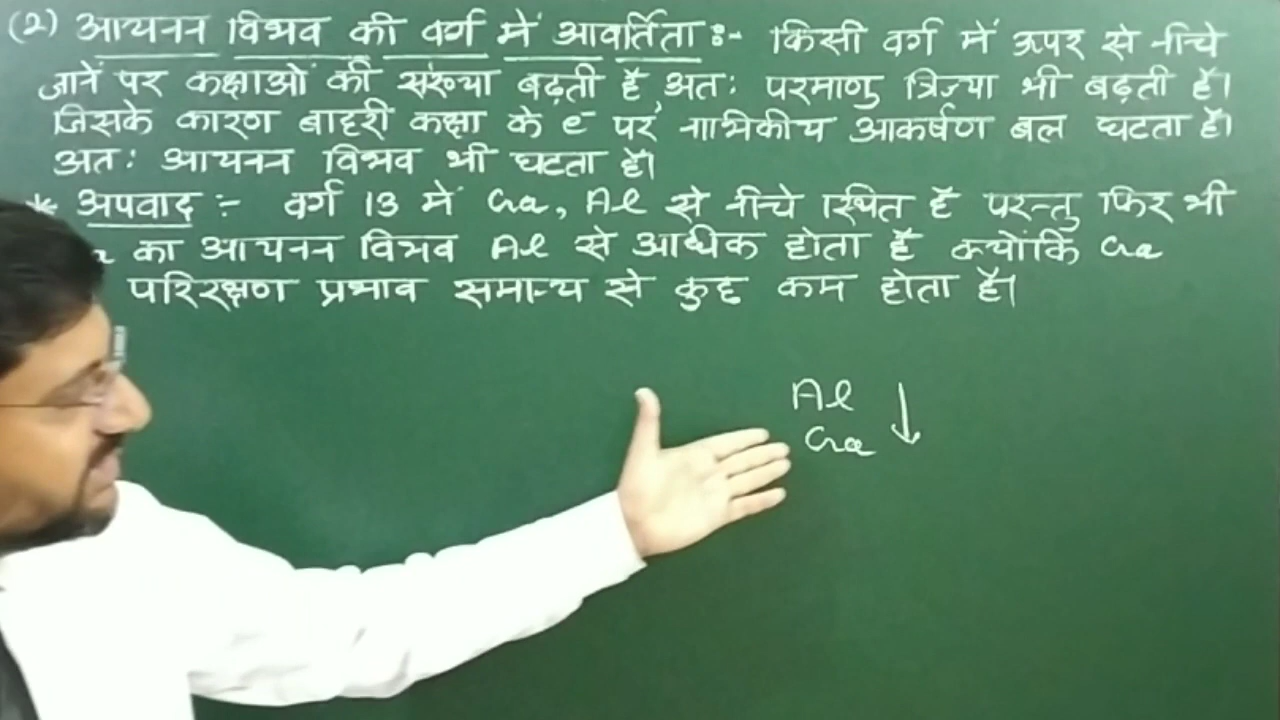 (2) आयनन विभव की वर्ग में आवर्तिता :- किसी वर्ग में ऊपर से नीचे
जाने पर कक्षाओं की संख्या बढ़ती है, अतः परमाणु त्रिज्या भी बढ़ती है।
जिसके कारण बाहरी कक्षा के e⁻ पर नाभिकीय आकर्षण बल घटता है।
अतः आयनन विभव भी घटता है।
* अपवाद :- वर्ग 13 में Ga, Al से नीचे स्थित है परन्तु फिर भी
का आयनन विभव Al से अधिक होता है क्योंकि Ga
परिरक्षण प्रभाव समान्य से कुछ कम होता है।
Al ↓
Ga